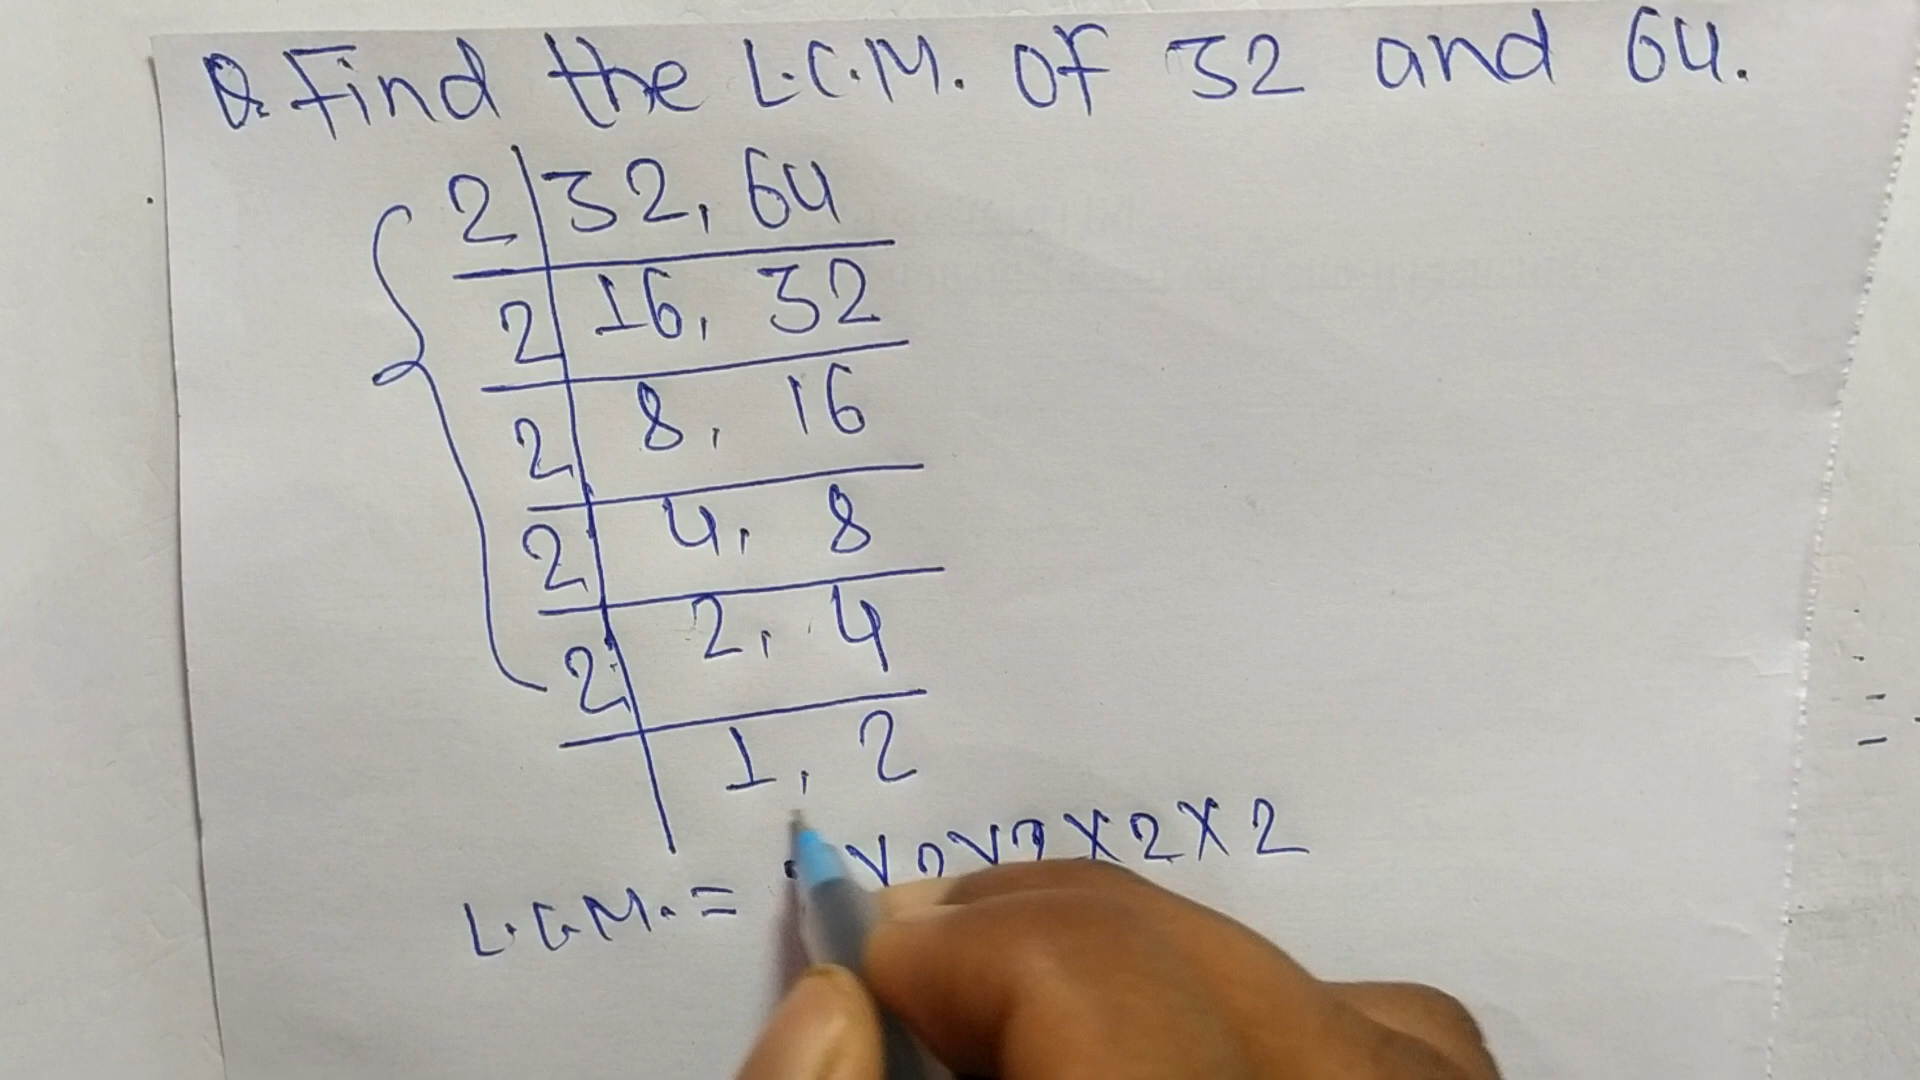 Q. Find the L.C.M. of 32 and 64.
2 | 32, 64
2 | 16, 32
2 | 8, 16
2 | 4, 8
2 | 2, 4
1, 2
L.C.M. = × 2 × 2 × 2 × 2